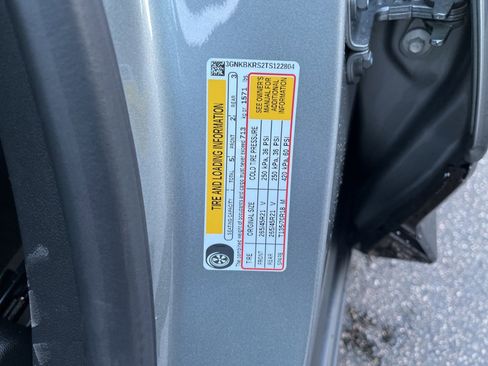 3GNKBKRS2TS122804
TIRE AND LOADING INFORMATION
SEATING CAPACITY TOTAL 5 FRONT 2 REAR 3
The combined weight of occupants and cargo must never exceed 713 kg or 1571 lbs
TIRE ORIGINAL SIZE COLD TIRE PRESSURE
FRONT 265/45R21 V 250 kPa, 36 PSI
REAR 265/45R21 V 250 kPa, 36 PSI
SPARE T135/70R18 M 420 kPa, 60 PSI
SEE OWNER'S
MANUAL FOR
ADDITIONAL
INFORMATION